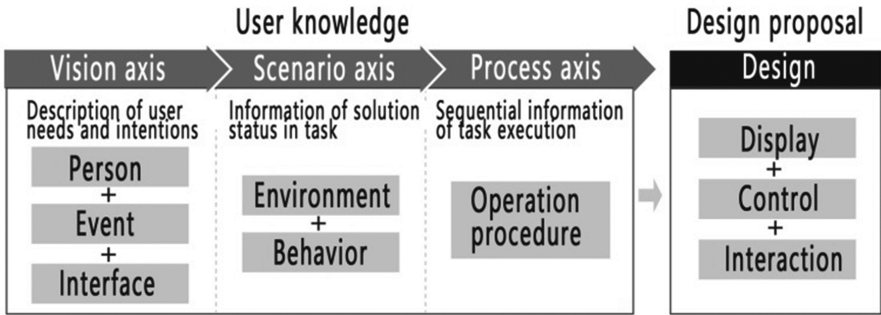 User knowledge
Design proposal
Vision axis
Scenario axis
Process axis
Design
Description of user
needs and intentions
Person
+
Event
+
Interface
Information of solution
status in task
Environment
+
Behavior
Sequential information
of task execution
Operation
procedure
Display
+
Control
+
Interaction